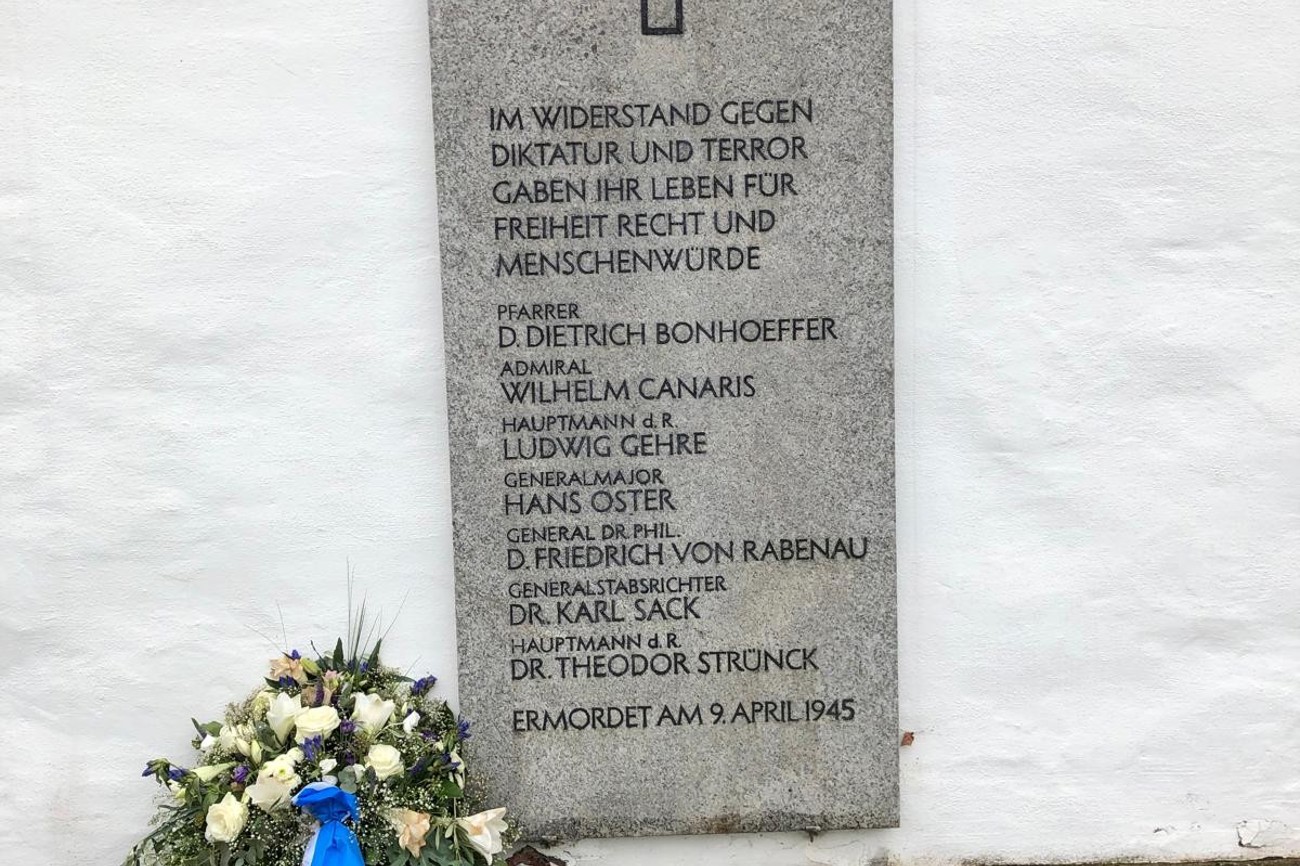 IM WIDERSTAND GEGEN
DIKTATUR UND TERROR
GABEN IHR LEBEN FÜR
FREIHEIT RECHT UND
MENSCHENWÜRDE
PFARRER
D. DIETRICH BONHOEFFER
ADMIRAL
WILHELM CANARIS
HAUPTMANN d. R.
LUDWIG GEHRE
GENERALMAJOR
HANS OSTER
GENERAL DR. PHIL.
D. FRIEDRICH VON RABENAU
GENERALSTABSRICHTER
DR. KARL SACK
HAUPTMANN d. R.
DR. THEODOR STRÜNCK
ERMORDET AM 9. APRIL 1945